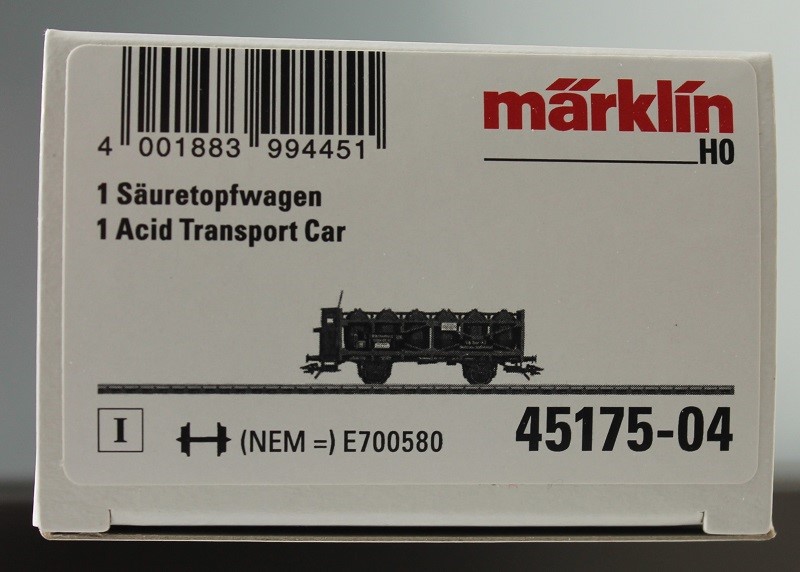 4 001883 994451
märklin
H0
1 Säuretopfwagen
1 Acid Transport Car
I
(NEM =) E700580
45175-04